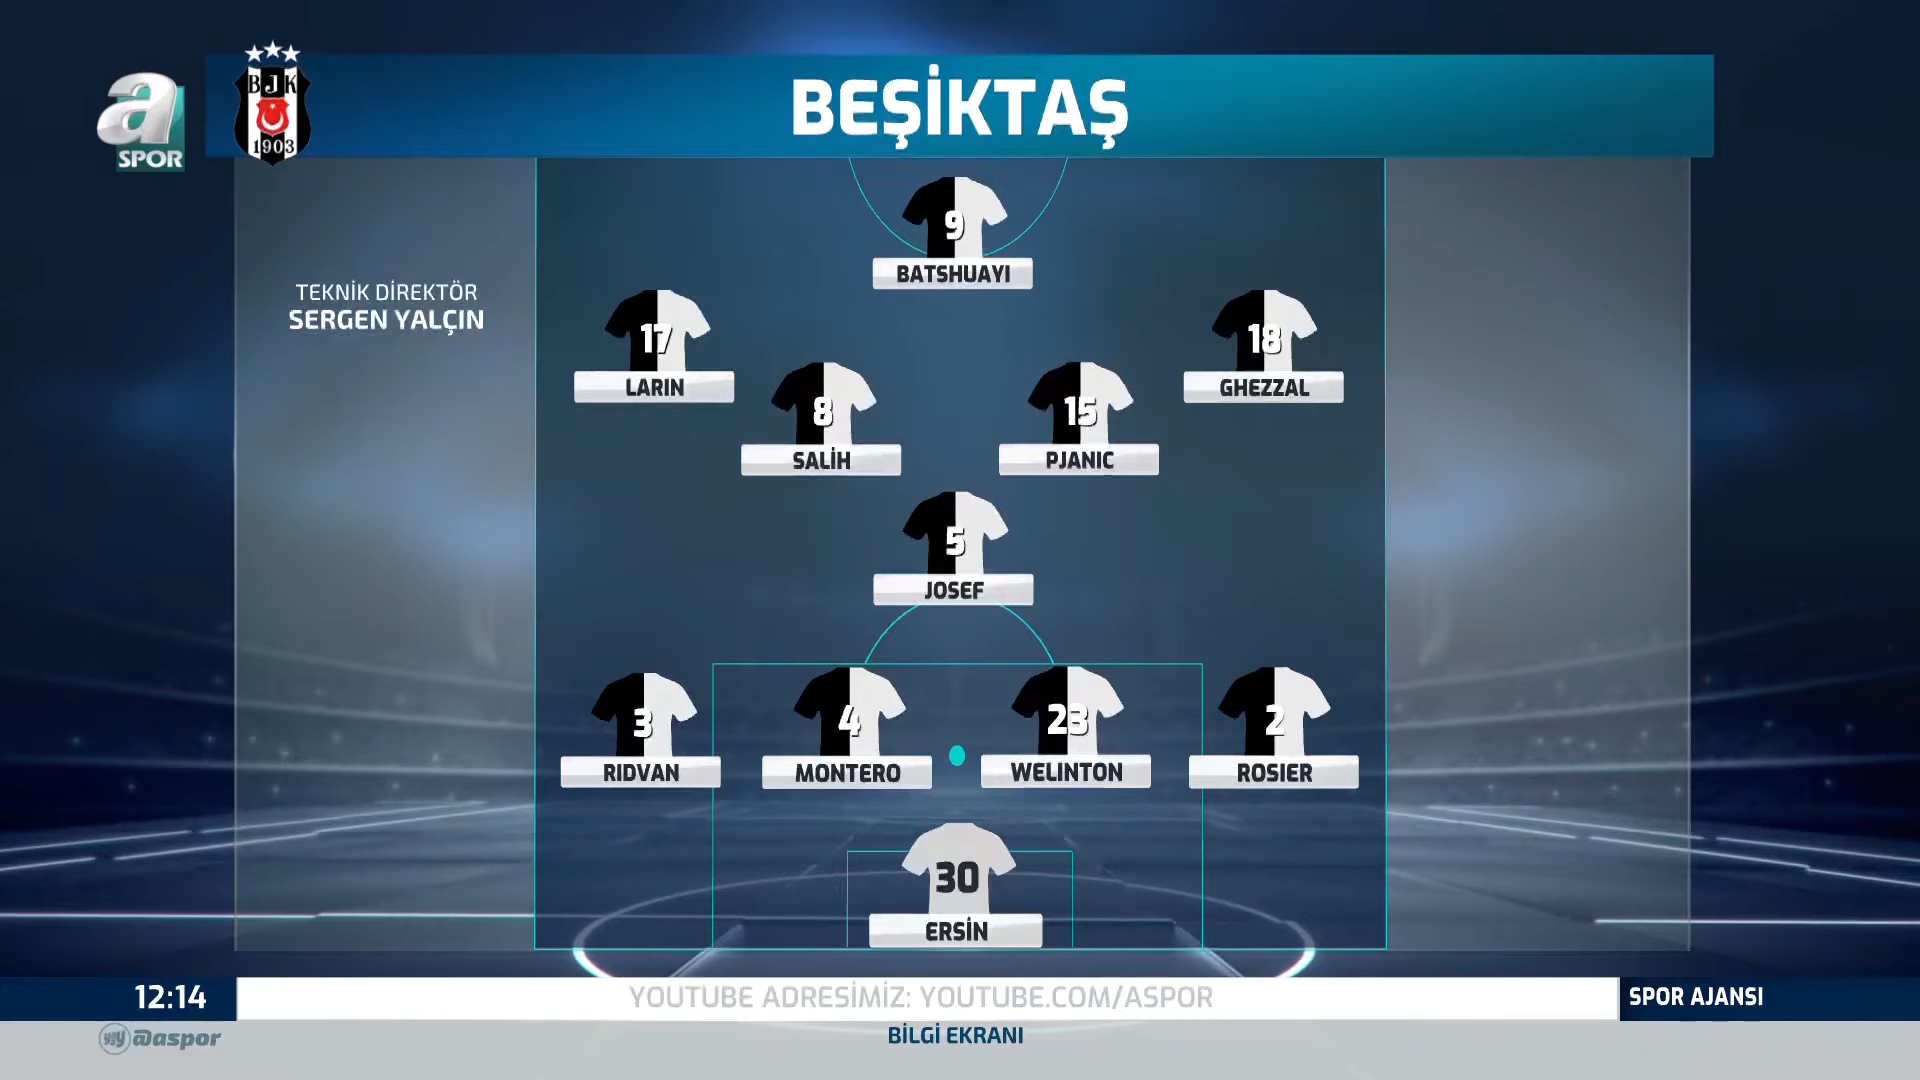 BEŞİKTAŞ
BJK
1903
a
SPOR
TEKNİK DİREKTÖR
SERGEN YALÇIN
9
BATSHUAYI
17
LARIN
18
GHEZZAL
8
SALİH
15
PJANIC
5
JOSEF
3
RIDVAN
4
MONTERO
23
WELINTON
2
ROSIER
30
ERSİN
12:14
YOUTUBE ADRESİMİZ: YOUTUBE.COM/ASPOR
SPOR AJANSI
@aspor
BİLGİ EKRANI